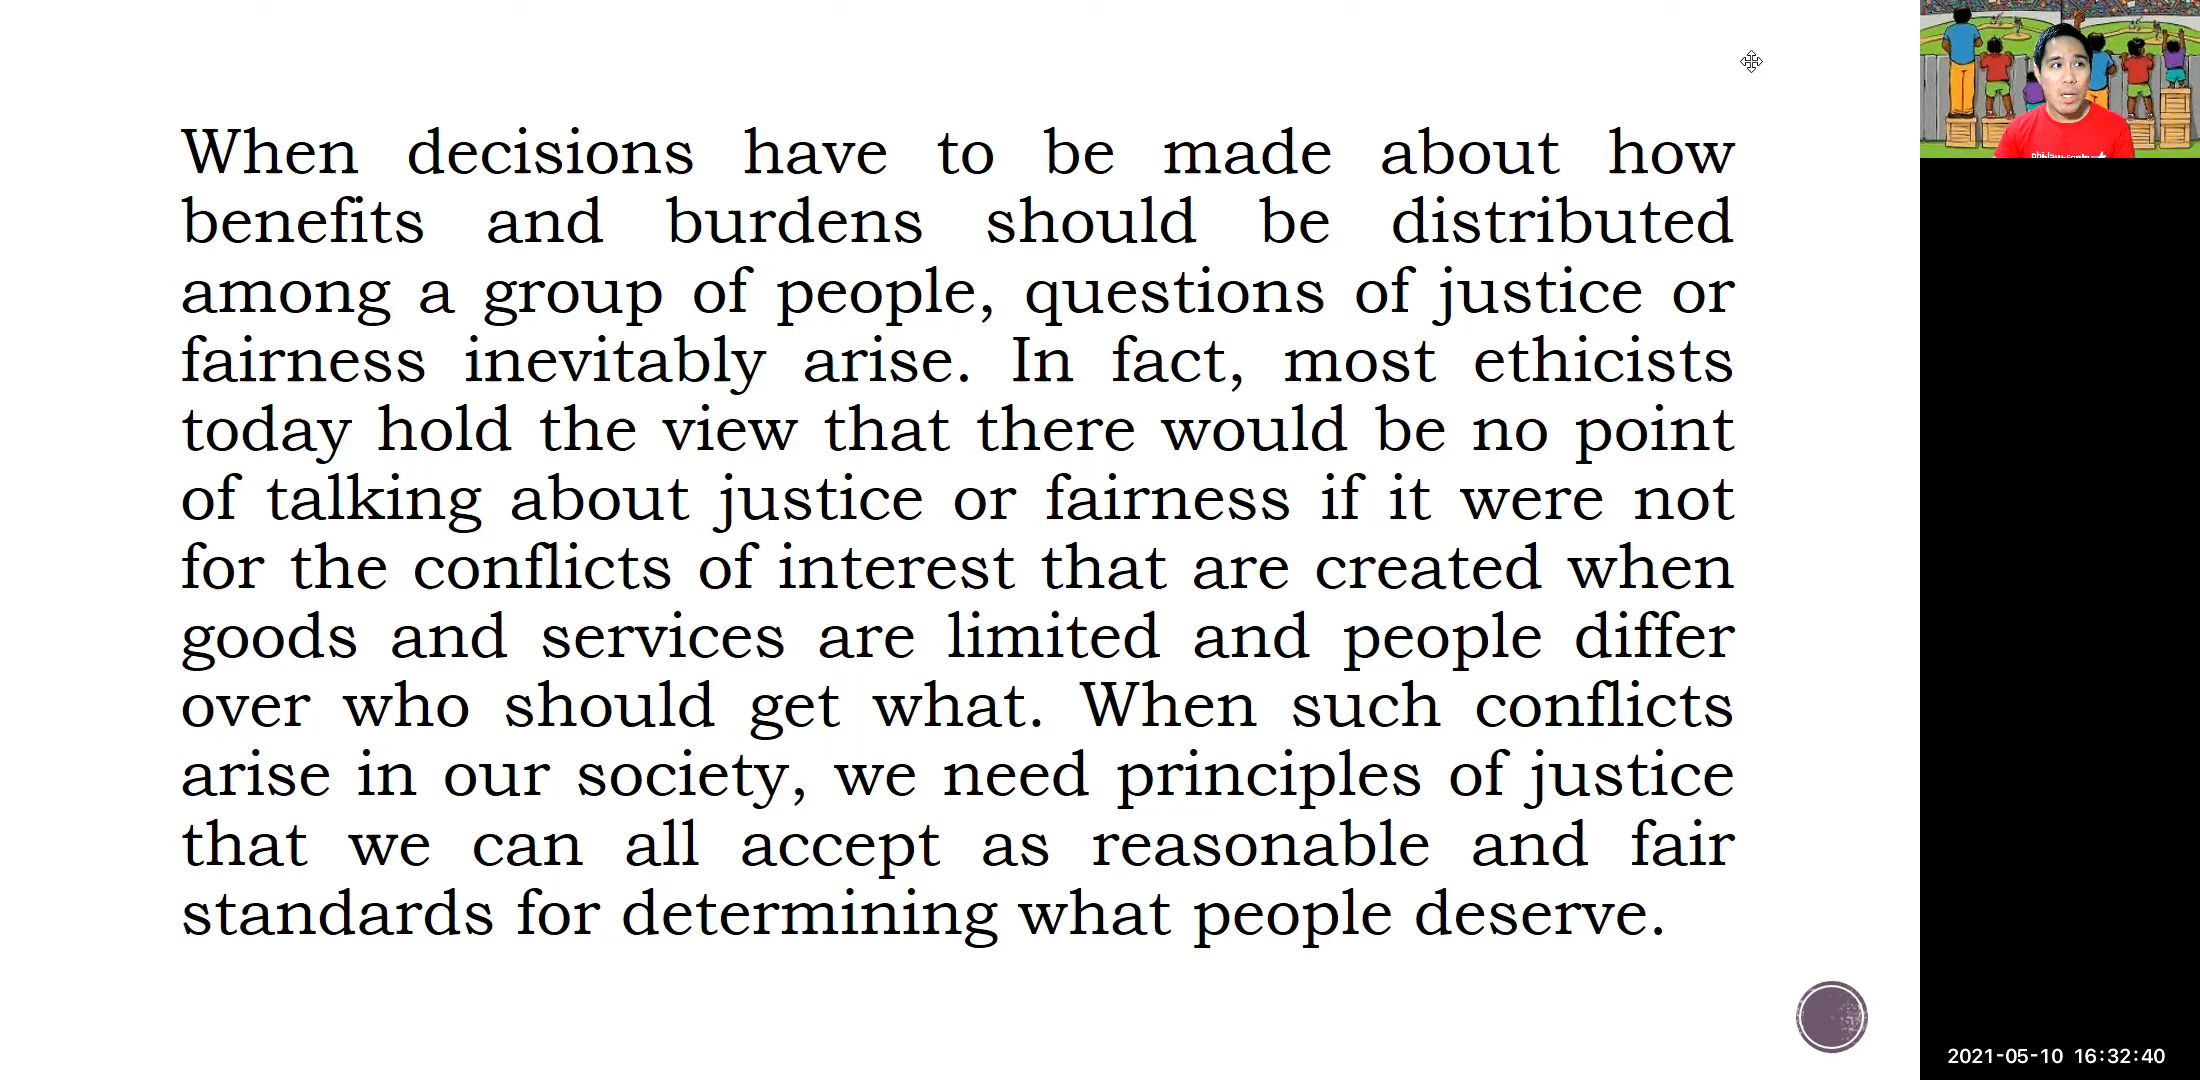 When decisions have to be made about how
benefits and burdens should be distributed
among a group of people, questions of justice or
fairness inevitably arise. In fact, most ethicists
today hold the view that there would be no point
of talking about justice or fairness if it were not
for the conflicts of interest that are created when
goods and services are limited and people differ
over who should get what. When such conflicts
arise in our society, we need principles of justice
that we can all accept as reasonable and fair
standards for determining what people deserve.
2021-05-10 16:32:40